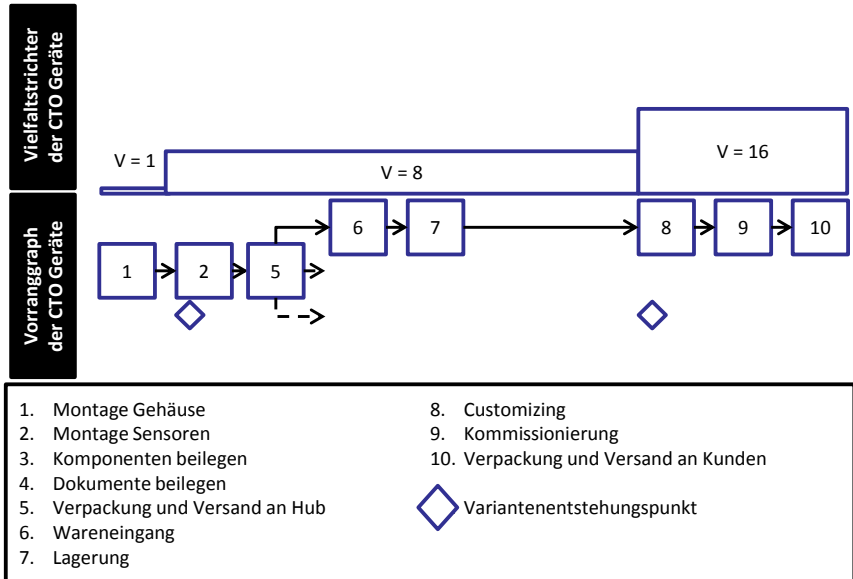 Vielfaltstrichter
der CTO Geräte
V = 1
V = 8
V = 16
Vorranggraph
der CTO Geräte
1
2
5
6
7
8
9
10
1. Montage Gehäuse
2. Montage Sensoren
3. Komponenten beilegen
4. Dokumente beilegen
5. Verpackung und Versand an Hub
6. Wareneingang
7. Lagerung
8. Customizing
9. Kommissionierung
10. Verpackung und Versand an Kunden
Variantenentstehungspunkt